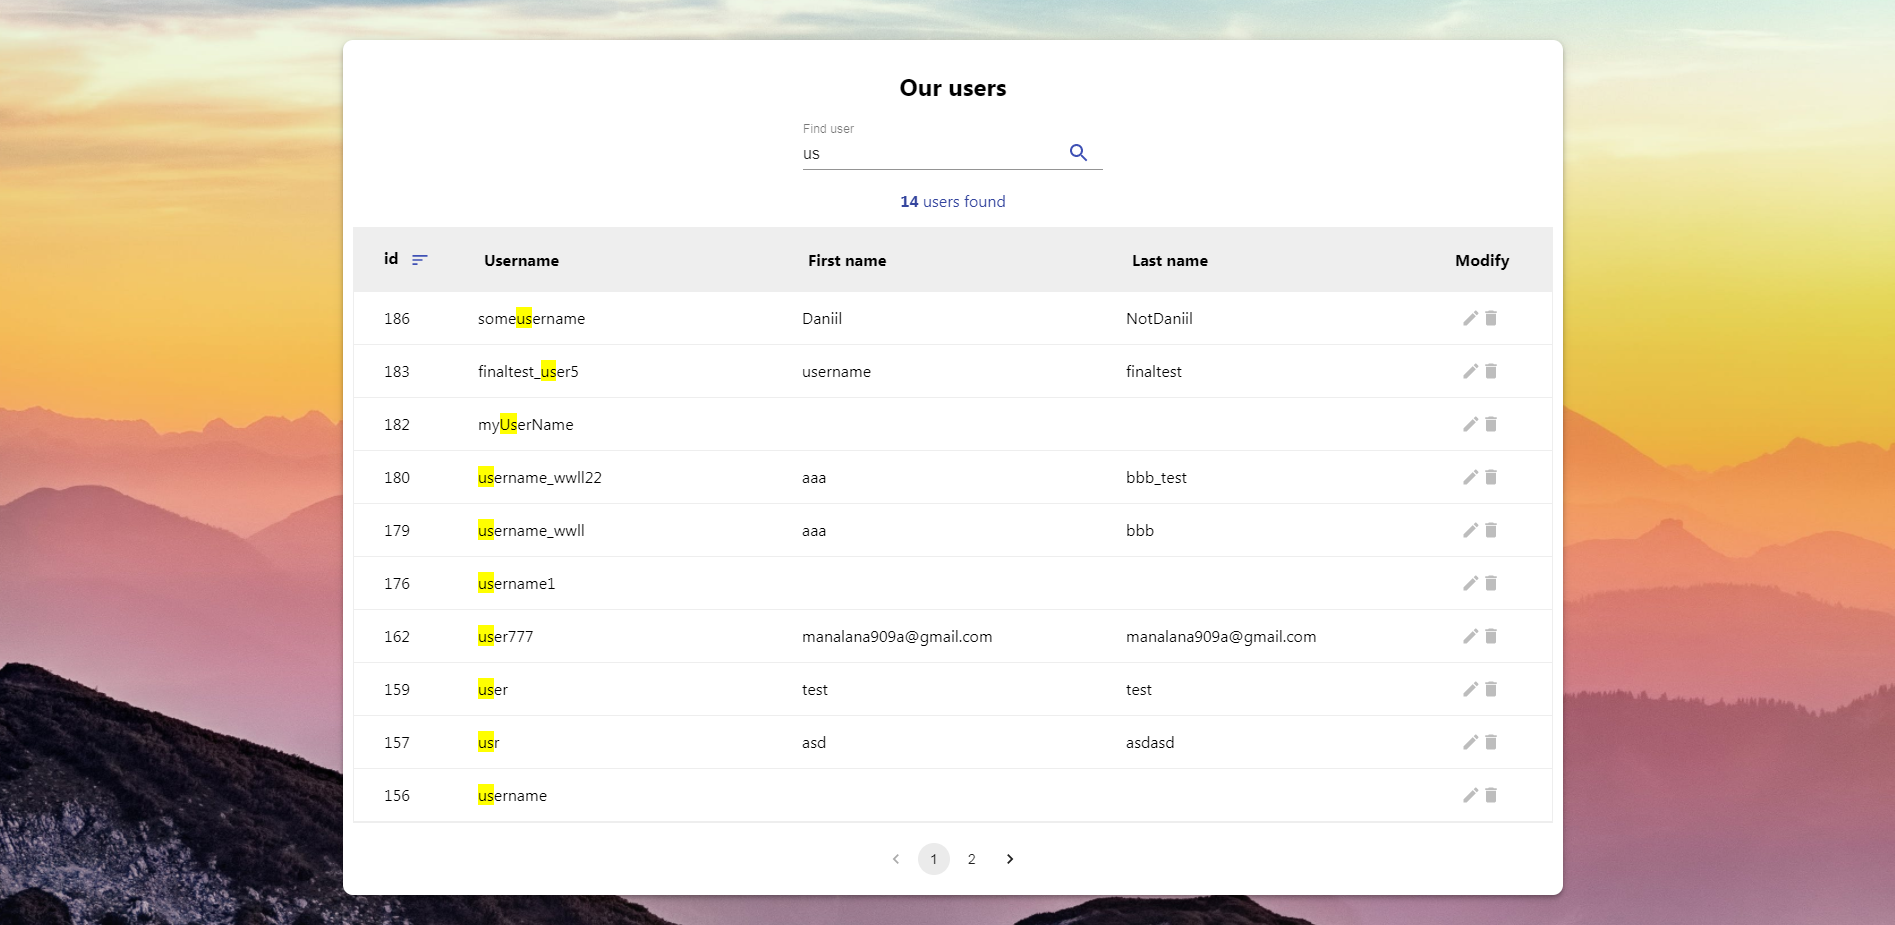 Our users
Find user
us
14 users found
id Username First name Last name Modify
186 someusername Daniil NotDaniil
183 finaltest_user5 username finaltest
182 myUserName
180 username_wwll22 aaa bbb_test
179 username_wwll aaa bbb
176 username1
162 user777 manalana909a@gmail.com manalana909a@gmail.com
159 user test test
157 usr asd asdasd
156 username
1 2